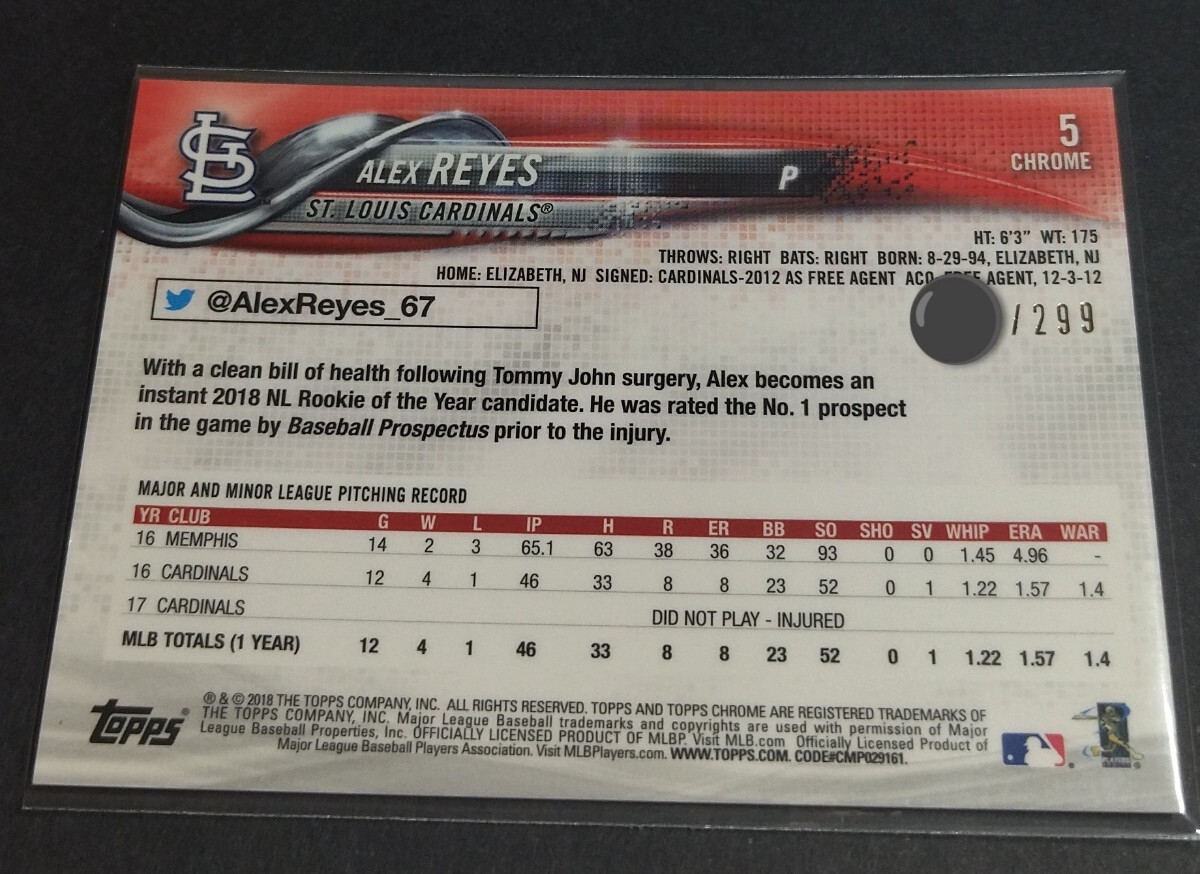 5
CHROME
ALEX REYES P
ST. LOUIS CARDINALS®
HT: 6'3" WT: 175
THROWS: RIGHT BATS: RIGHT BORN: 8-29-94, ELIZABETH, NJ
HOME: ELIZABETH, NJ SIGNED: CARDINALS-2012 AS FREE AGENT AGENT, 12-3-12
@AlexReyes_67
/299
With a clean bill of health following Tommy John surgery, Alex becomes an
instant 2018 NL Rookie of the Year candidate. He was rated the No. 1 prospect
in the game by Baseball Prospectus prior to the injury.
MAJOR AND MINOR LEAGUE PITCHING RECORD
YR CLUB G W L IP H R ER BB SO SHO SV WHIP ERA WAR
16 MEMPHIS 14 2 3 65.1 63 38 36 32 93 0 0 1.45 4.96 -
16 CARDINALS 12 4 1 46 33 8 8 23 52 0 1 1.22 1.57 1.4
17 CARDINALS DID NOT PLAY - INJURED
MLB TOTALS (1 YEAR) 12 4 1 46 33 8 8 23 52 0 1 1.22 1.57 1.4
topps®
® & © 2018 THE TOPPS COMPANY, INC. ALL RIGHTS RESERVED. TOPPS AND TOPPS CHROME ARE REGISTERED TRADEMARKS OF
THE TOPPS COMPANY, INC. Major League Baseball trademarks and copyrights are used with permission of Major
League Baseball Properties, Inc. OFFICIALLY LICENSED PRODUCT OF MLBP. Visit MLB.com Officially Licensed Product of
Major League Baseball Players Association. Visit MLBPlayers.com. WWW.TOPPS.COM. CODE#CMP029161.